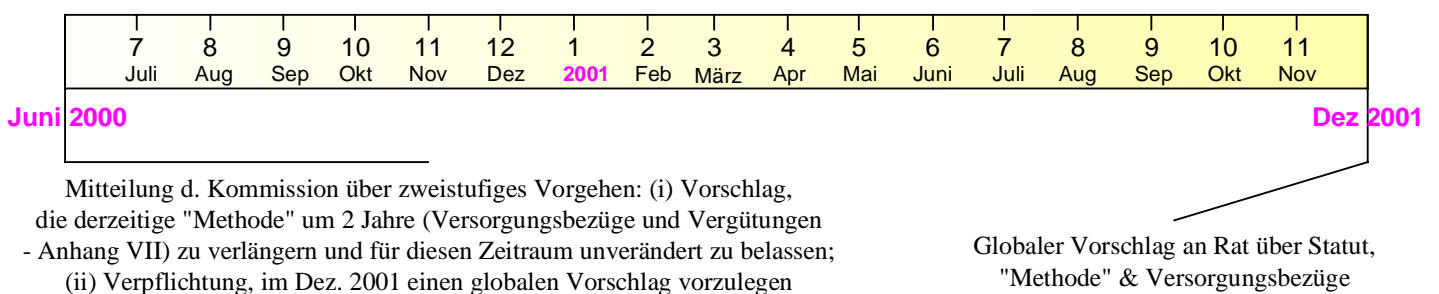 7 8 9 10 11 12 1 2 3 4 5 6 7 8 9 10 11
Juli Aug Sep Okt Nov Dez 2001 Feb März Apr Mai Juni Juli Aug Sep Okt Nov
Juni 2000 Dez 2001
Mitteilung d. Kommission über zweistufiges Vorgehen: (i) Vorschlag,
die derzeitige "Methode" um 2 Jahre (Versorgungsbezüge und Vergütungen
- Anhang VII) zu verlängern und für diesen Zeitraum unverändert zu belassen;
(ii) Verpflichtung, im Dez. 2001 einen globalen Vorschlag vorzulegen
Globaler Vorschlag an Rat über Statut,
"Methode" & Versorgungsbezüge